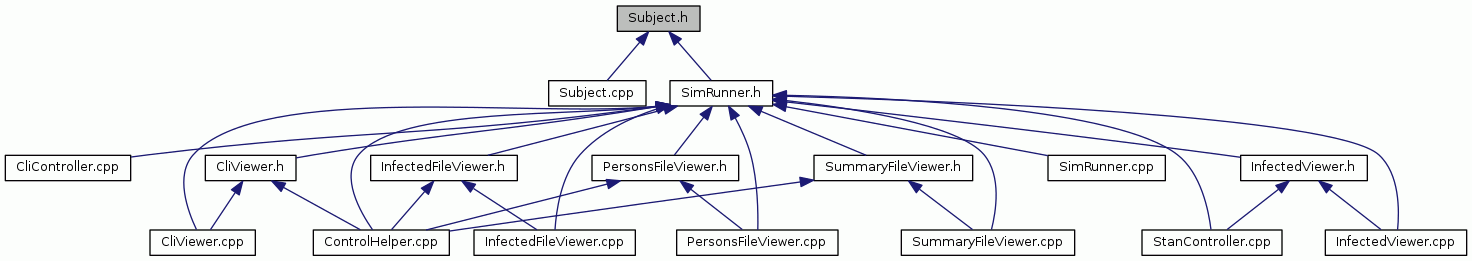 Subject.h
Subject.cpp
SimRunner.h
CliController.cpp
CliViewer.h
InfectedFileViewer.h
PersonsFileViewer.h
SummaryFileViewer.h
SimRunner.cpp
InfectedViewer.h
CliViewer.cpp
ControlHelper.cpp
InfectedFileViewer.cpp
PersonsFileViewer.cpp
SummaryFileViewer.cpp
StanController.cpp
InfectedViewer.cpp